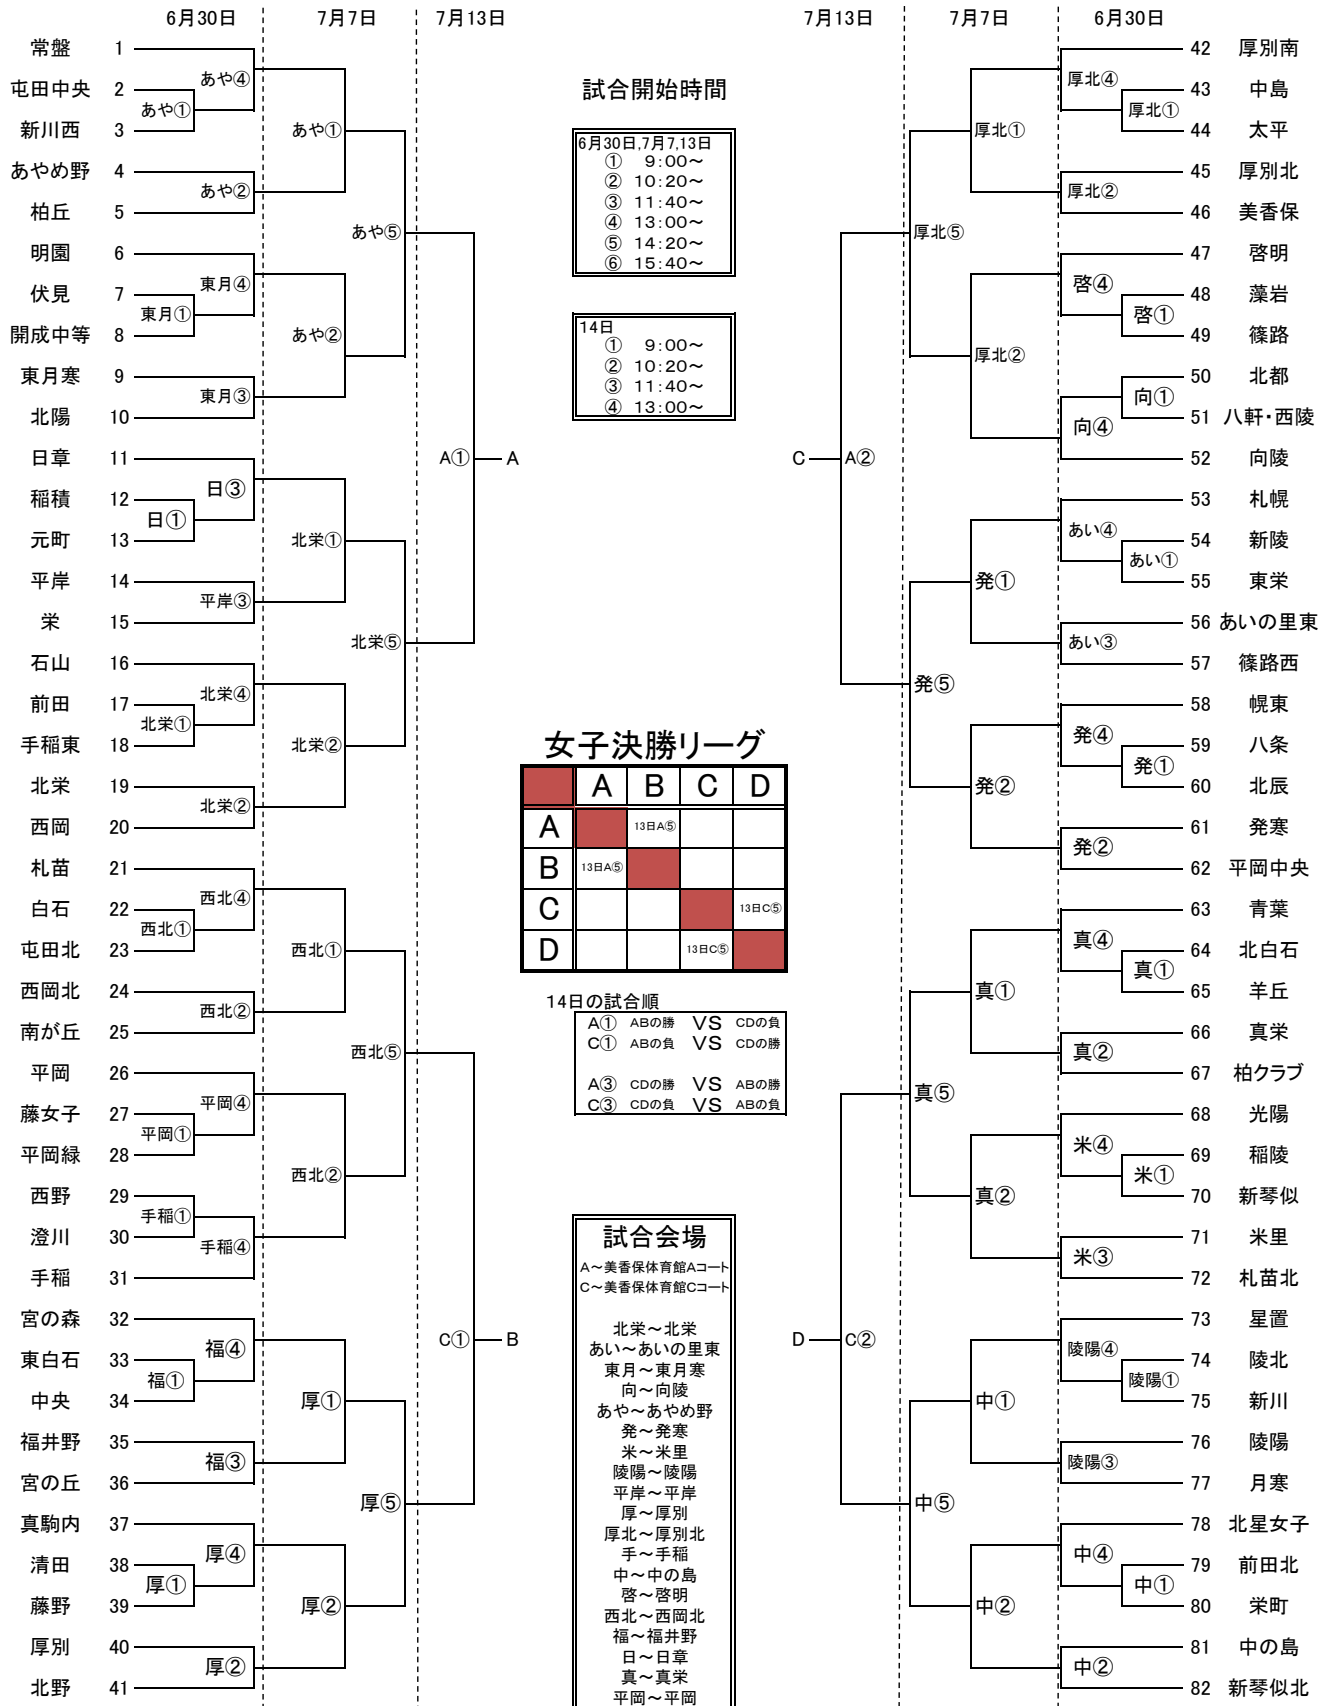 6月30日 7月7日 7月13日
7月13日 7月7日 6月30日
常盤 1
屯田中央 2
新川西 3
あやめ野 4
柏丘 5
明園 6
伏見 7
開成中等 8
東月寒 9
北陽 10
日章 11
稲積 12
元町 13
平岸 14
栄 15
石山 16
前田 17
手稲東 18
北栄 19
西岡 20
札苗 21
白石 22
屯田北 23
西岡北 24
南が丘 25
平岡 26
藤女子 27
平岡緑 28
西野 29
澄川 30
手稲 31
宮の森 32
東白石 33
中央 34
福井野 35
宮の丘 36
真駒内 37
清田 38
藤野 39
厚別 40
北野 41
あや①
あや④
あや②
東月①
東月④
東月③
日①
日③
平岸③
北栄①
北栄④
北栄②
西北①
西北④
西北②
平岡①
平岡④
手稲①
手稲④
福①
福④
福③
厚①
厚④
厚②
あや①
あや②
北栄①
北栄②
西北①
西北②
厚①
厚②
あや⑤
北栄⑤
西北⑤
厚⑤
A① A
C① B
試合開始時間
6月30日,7月7,13日
① 9:00～
② 10:20～
③ 11:40～
④ 13:00～
⑤ 14:20～
⑥ 15:40～
14日
① 9:00～
② 10:20～
③ 11:40～
④ 13:00～
女子決勝リーグ
A B C D
A 13日A⑤
B 13日A⑤
C 13日C⑤
D 13日C⑤
14日の試合順
A① ABの勝 VS CDの負
C① ABの負 VS CDの勝
A③ CDの勝 VS ABの勝
C③ CDの負 VS ABの負
試合会場
A～美香保体育館Aコート
C～美香保体育館Cコート
北栄～北栄
あい～あいの里東
東月～東月寒
向～向陵
あや～あやめ野
発～発寒
米～米里
陵陽～陵陽
平岸～平岸
厚～厚別
厚北～厚別北
手～手稲
中～中の島
啓～啓明
西北～西岡北
福～福井野
日～日章
真～真栄
平岡～平岡
C A②
D C②
厚北⑤
発⑤
真⑤
中⑤
厚北①
厚北②
発①
発②
真①
真②
中①
中②
厚北④
厚北①
厚北②
啓④
啓①
向①
向④
あい④
あい①
あい③
発④
発①
発②
真④
真①
真②
米④
米①
米③
陵陽④
陵陽①
陵陽③
中④
中①
中②
42 厚別南
43 中島
44 太平
45 厚別北
46 美香保
47 啓明
48 藻岩
49 篠路
50 北都
51 八軒・西陵
52 向陵
53 札幌
54 新陵
55 東栄
56 あいの里東
57 篠路西
58 幌東
59 八条
60 北辰
61 発寒
62 平岡中央
63 青葉
64 北白石
65 羊丘
66 真栄
67 柏クラブ
68 光陽
69 稲陵
70 新琴似
71 米里
72 札苗北
73 星置
74 陵北
75 新川
76 陵陽
77 月寒
78 北星女子
79 前田北
80 栄町
81 中の島
82 新琴似北